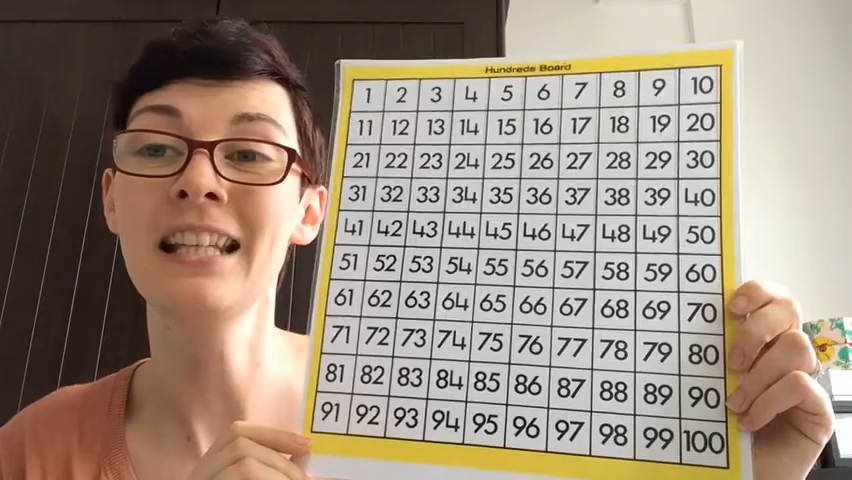 Hundreds Board
1 2 3 4 5 6 7 8 9 10
11 12 13 14 15 16 17 18 19 20
21 22 23 24 25 26 27 28 29 30
31 32 33 34 35 36 37 38 39 40
41 42 43 44 45 46 47 48 49 50
51 52 53 54 55 56 57 58 59 60
61 62 63 64 65 66 67 68 69 70
71 72 73 74 75 76 77 78 79 80
81 82 83 84 85 86 87 88 89 90
91 92 93 94 95 96 97 98 99 100